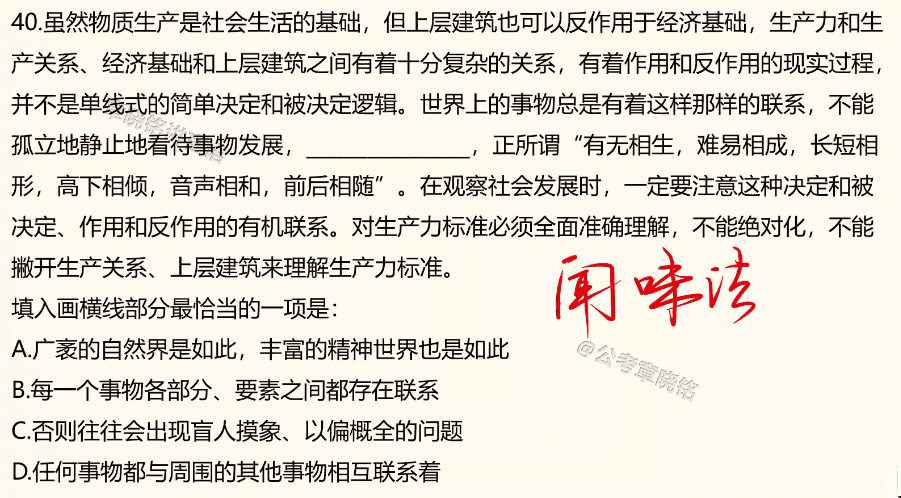 40.虽然物质生产是社会生活的基础，但上层建筑也可以反作用于经济基础，生产力和生
产关系、经济基础和上层建筑之间有着十分复杂的关系，有着作用和反作用的现实过程，
并不是单线式的简单决定和被决定逻辑。世界上的事物总是有着这样那样的联系，不能
孤立地静止地看待事物发展，________________，正所谓“有无相生，难易相成，长短相
形，高下相倾，音声相和，前后相随”。在观察社会发展时，一定要注意这种决定和被
决定、作用和反作用的有机联系。对生产力标准必须全面准确理解，不能绝对化，不能
撇开生产关系、上层建筑来理解生产力标准。
填入画横线部分最恰当的一项是：
闻味法
A.广袤的自然界是如此，丰富的精神世界也是如此
@公考章晓铭
B.每一个事物各部分、要素之间都存在联系
C.否则往往会出现盲人摸象、以偏概全的问题
D.任何事物都与周围的其他事物相互联系着